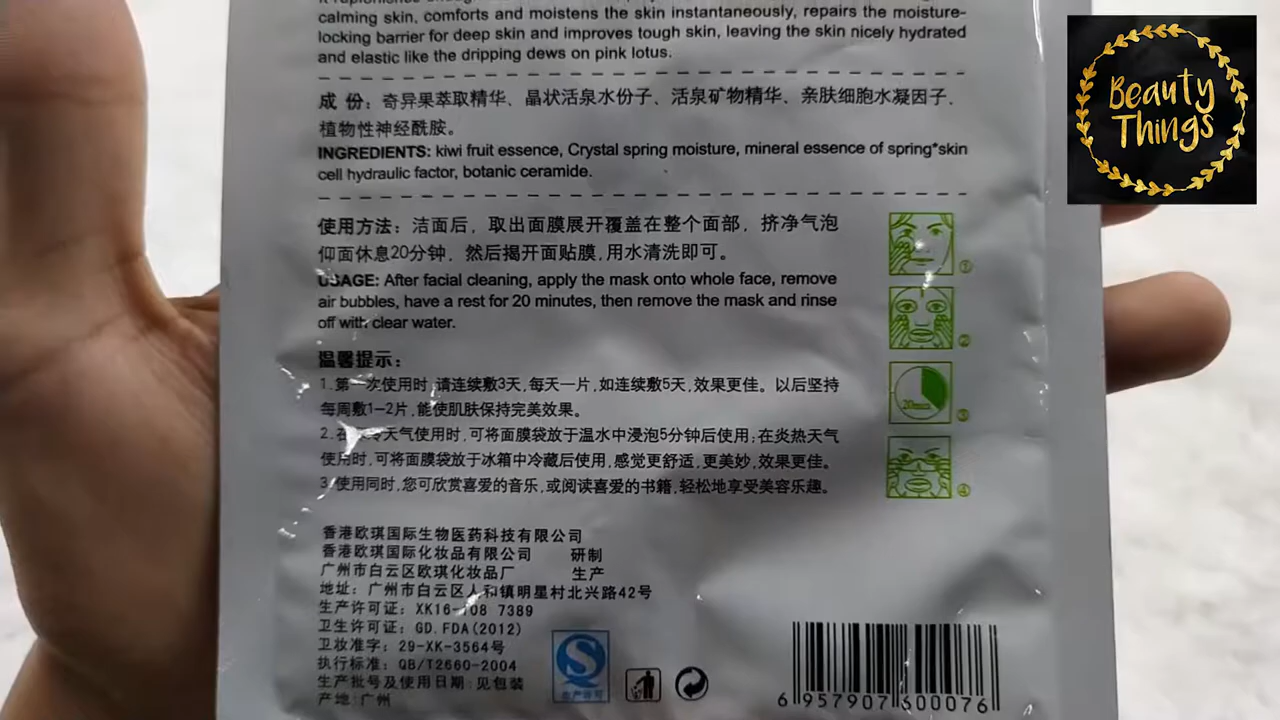 calming skin, comforts and moistens the skin instantaneously, repairs the moisture-
locking barrier for deep skin and improves tough skin, leaving the skin nicely hydrated
and elastic like the dripping dews on pink lotus.
成 份：奇异果萃取精华、晶状活泉水份子、活泉矿物精华、亲肤细胞水凝因子、
植物性神经酰胺。
INGREDIENTS: kiwi fruit essence, Crystal spring moisture, mineral essence of spring*skin
cell hydraulic factor, botanic ceramide.
使用方法：洁面后，取出面膜展开覆盖在整个面部，挤净气泡
仰面休息20分钟，然后揭开面贴膜,用水清洗即可。
USAGE: After facial cleaning, apply the mask onto whole face, remove
air bubbles, have a rest for 20 minutes, then remove the mask and rinse
off with clear water.
温馨提示：
1.第一次使用时,请连续敷3天,每天一片,如连续敷5天,效果更佳。以后坚持
每周敷1-2片,能使肌肤保持完美效果。
2.在冷天气使用时,可将面膜袋放于温水中浸泡5分钟后使用;在炎热天气
使用时,可将面膜袋放于冰箱中冷藏后使用,感觉更舒适,更美妙,效果更佳。
3.使用同时,您可欣赏喜爱的音乐,或阅读喜爱的书籍,轻松地享受美容乐趣。
①
②
③
④
香港欧琪国际生物医药科技有限公司
香港欧琪国际化妆品有限公司 研制
广州市白云区欧琪化妆品厂 生产
地址：广州市白云区人和镇明星村北兴路42号
生产许可证：XK16-108 7389
卫生许可证：GD.FDA(2012)
卫妆准字：29-XK-3564号
执行标准：QB/T2660-2004
生产批号及使用日期:见包装
产地:广州
生产许可
6 957907 600076
Beauty
Things